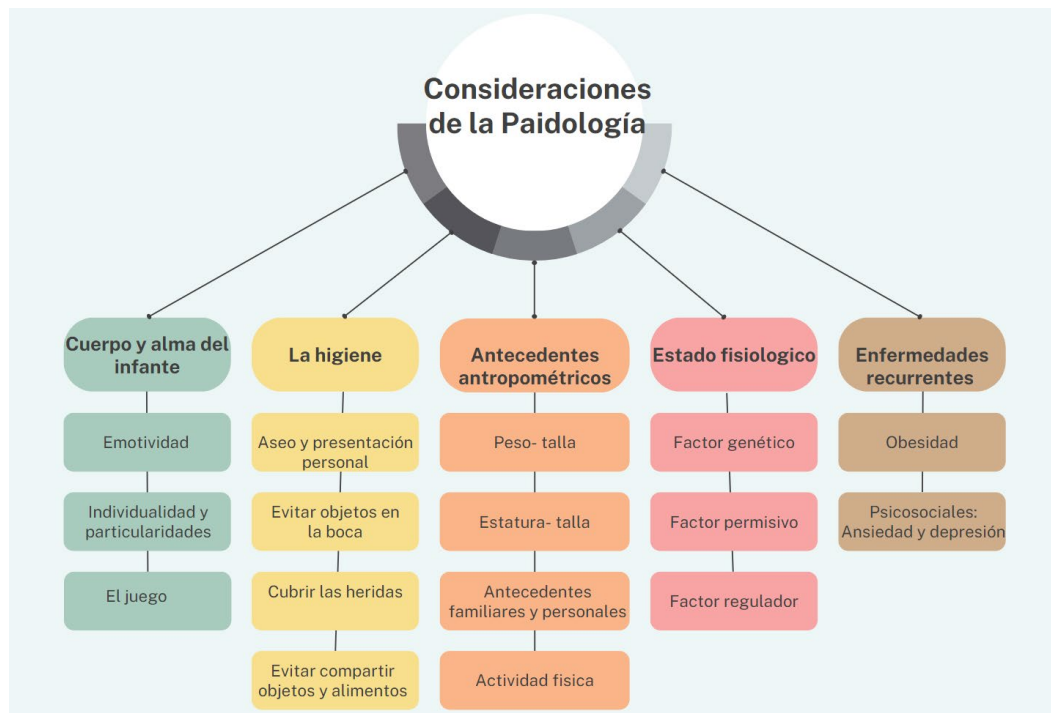 Consideraciones
de la Paidología
Cuerpo y alma del
infante
Emotividad
Individualidad y
particularidades
El juego
La higiene
Aseo y presentación
personal
Evitar objetos en
la boca
Cubrir las heridas
Evitar compartir
objetos y alimentos
Antecedentes
antropométricos
Peso- talla
Estatura- talla
Antecedentes
familiares y personales
Actividad fisica
Estado fisiologico
Factor genético
Factor permisivo
Factor regulador
Enfermedades
recurrentes
Obesidad
Psicosociales:
Ansiedad y depresión